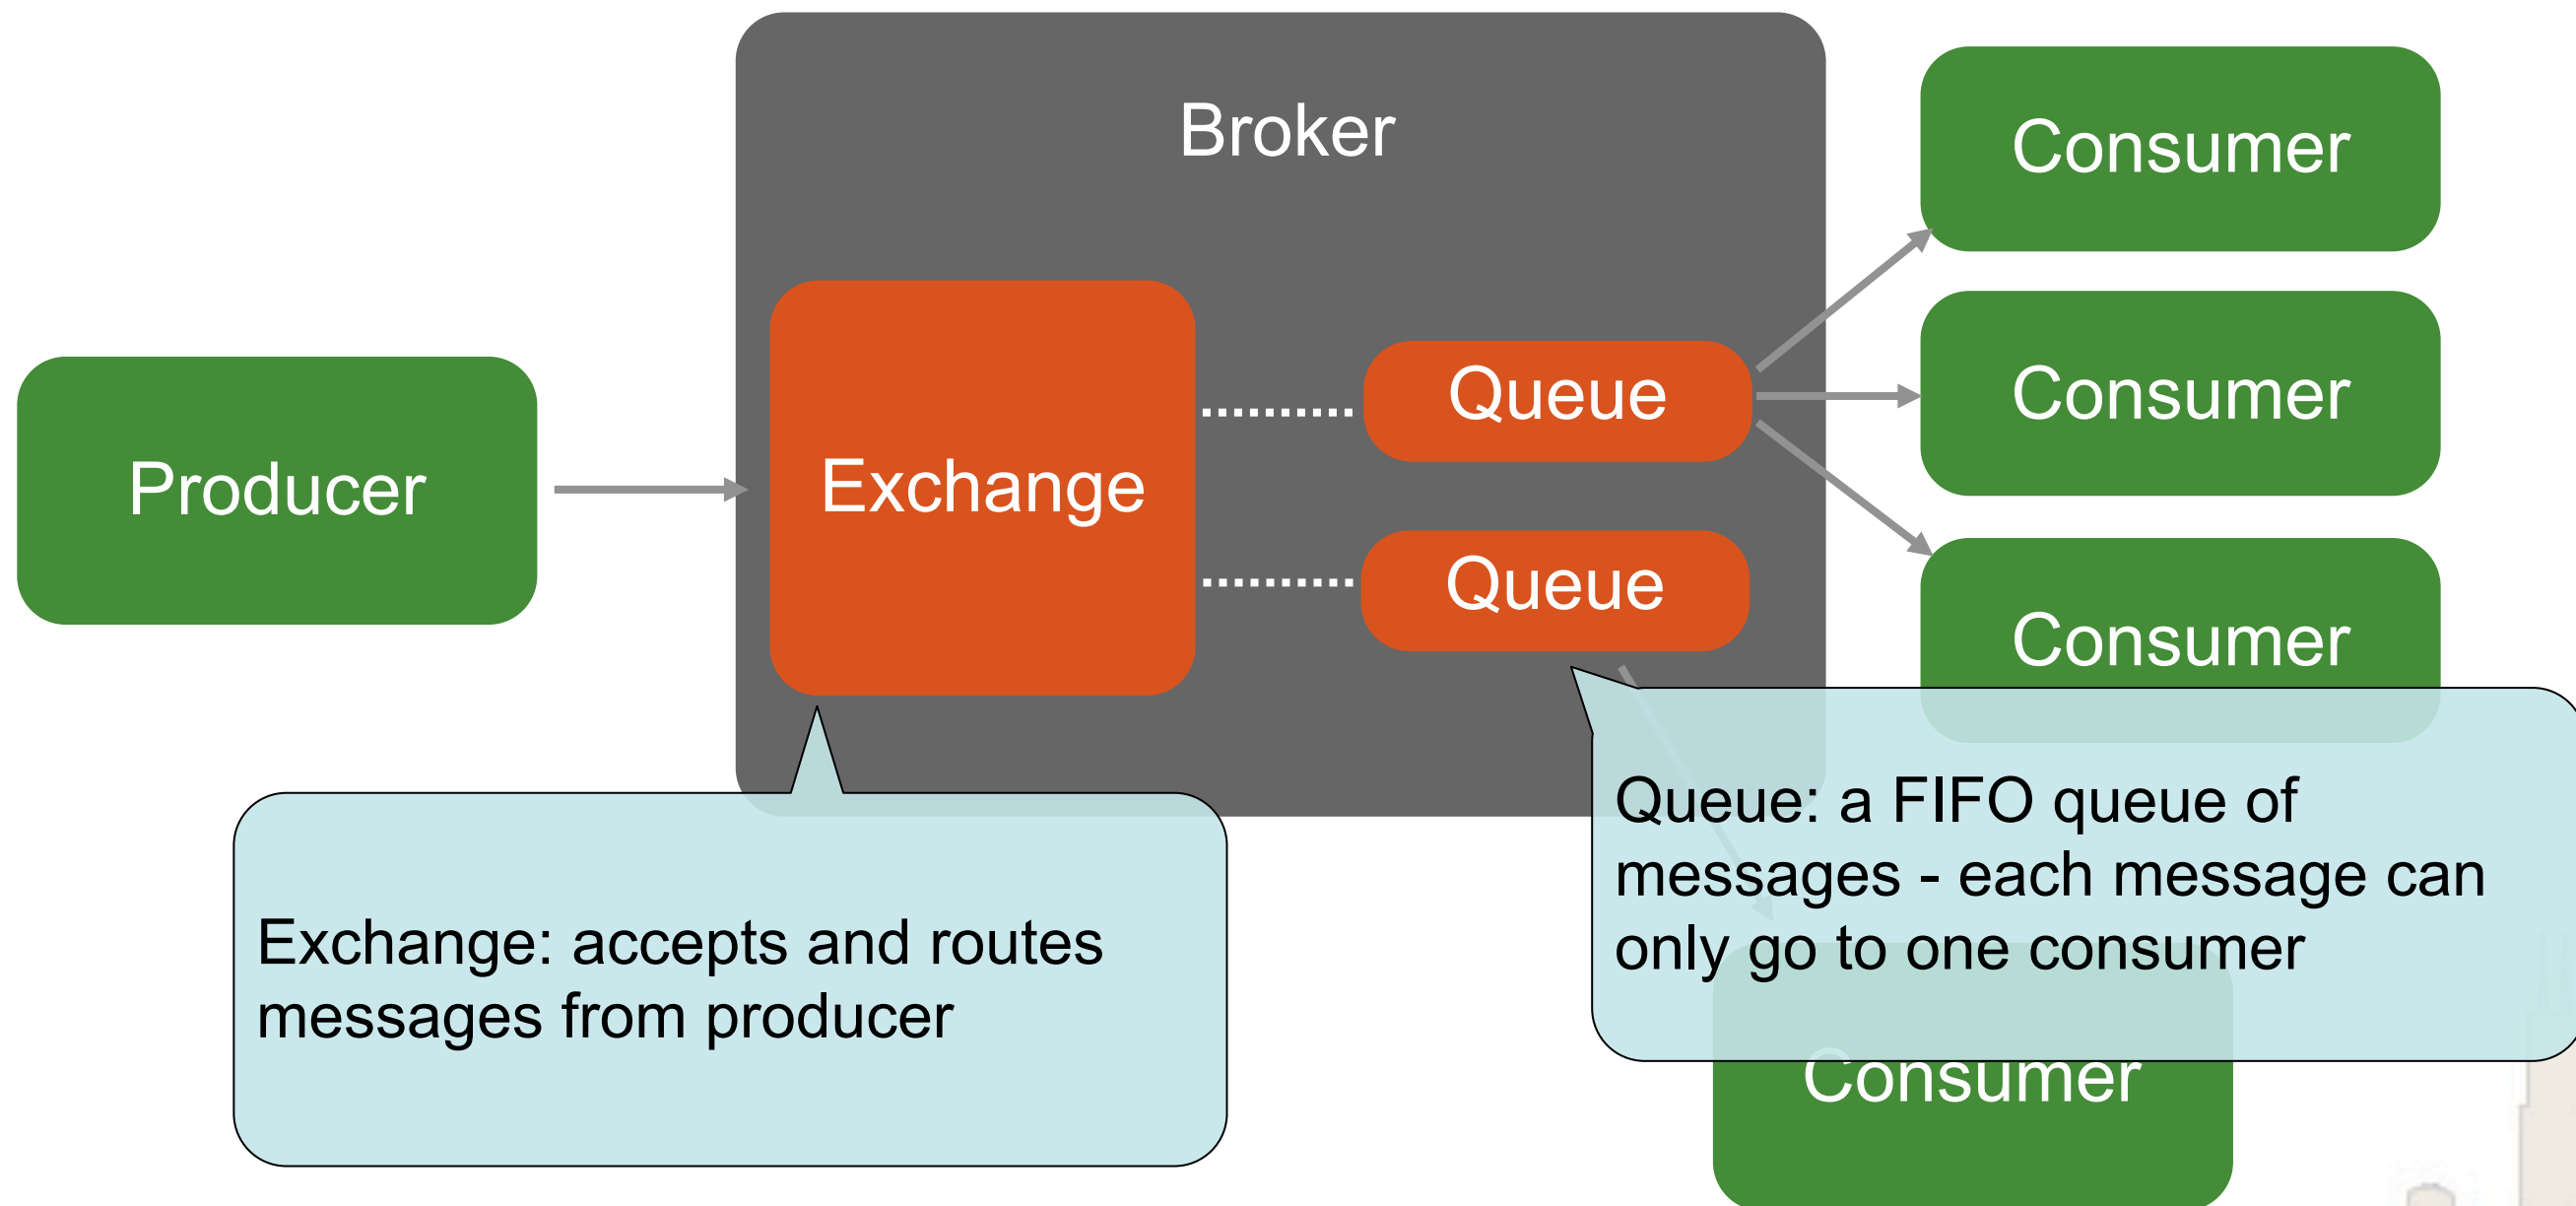 Broker
Consumer
Consumer
Consumer
Producer
Exchange
Queue
Queue
Exchange: accepts and routes
messages from producer
Queue: a FIFO queue of
messages - each message can
only go to one consumer
Consumer